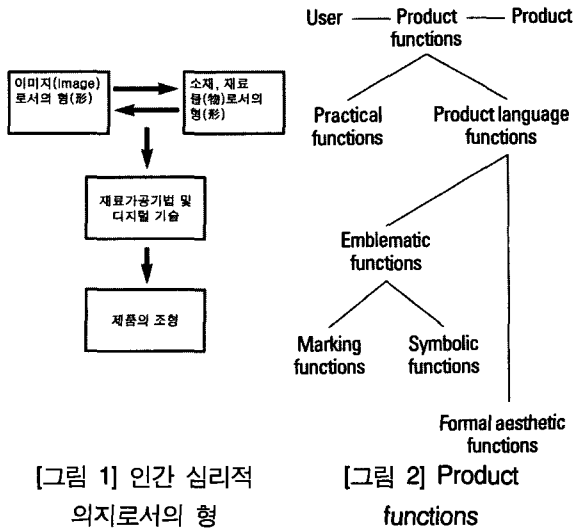 이미지(Image)
로서의 형(形)
소재, 재료
물(物)로서의
형(形)
재료가공기법 및
디지털 기술
제품의 조형
[그림 1] 인간 심리적
의지로서의 형
User
Product
functions
Product
Practical
functions
Product language
functions
Emblematic
functions
Marking
functions
Symbolic
functions
Formal aesthetic
functions
[그림 2] Product
functions